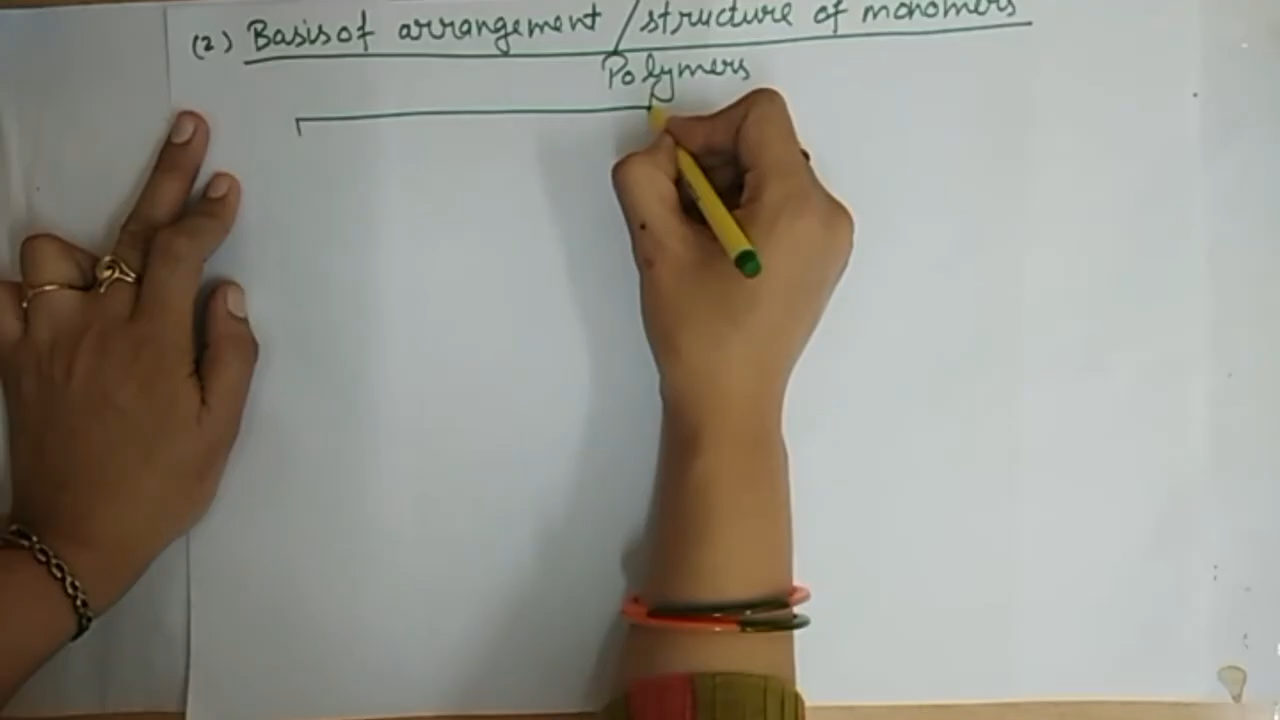 (2) Basis of arrangement / structure of monomers
Polymers